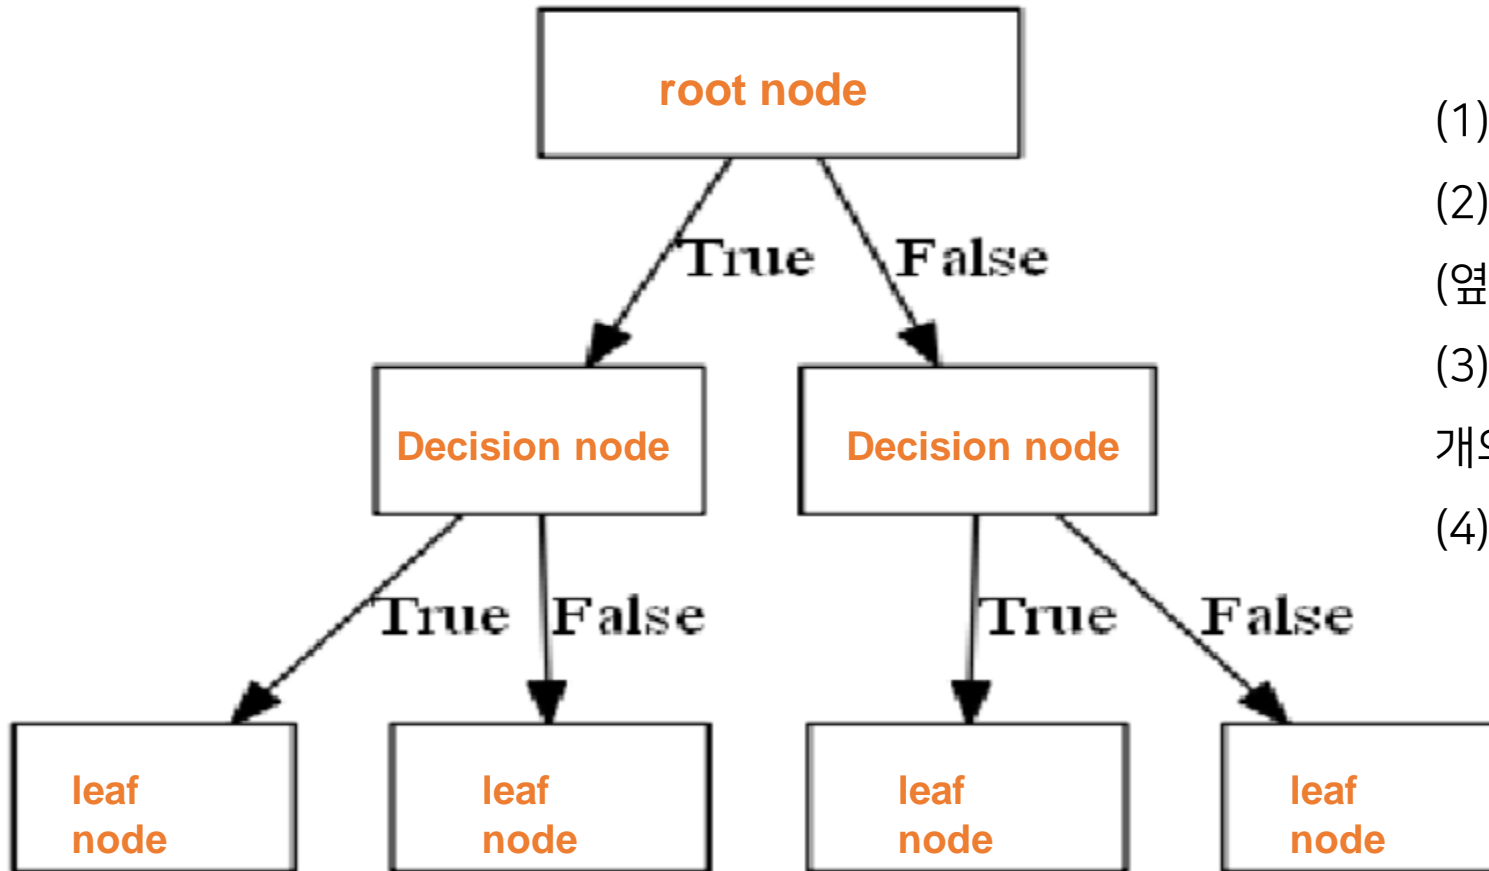 root node
True
False
Decision node
Decision node
True
False
True
False
leaf
node
leaf
node
leaf
node
leaf
node
(1)
(2)
(옆
(3)
(4)